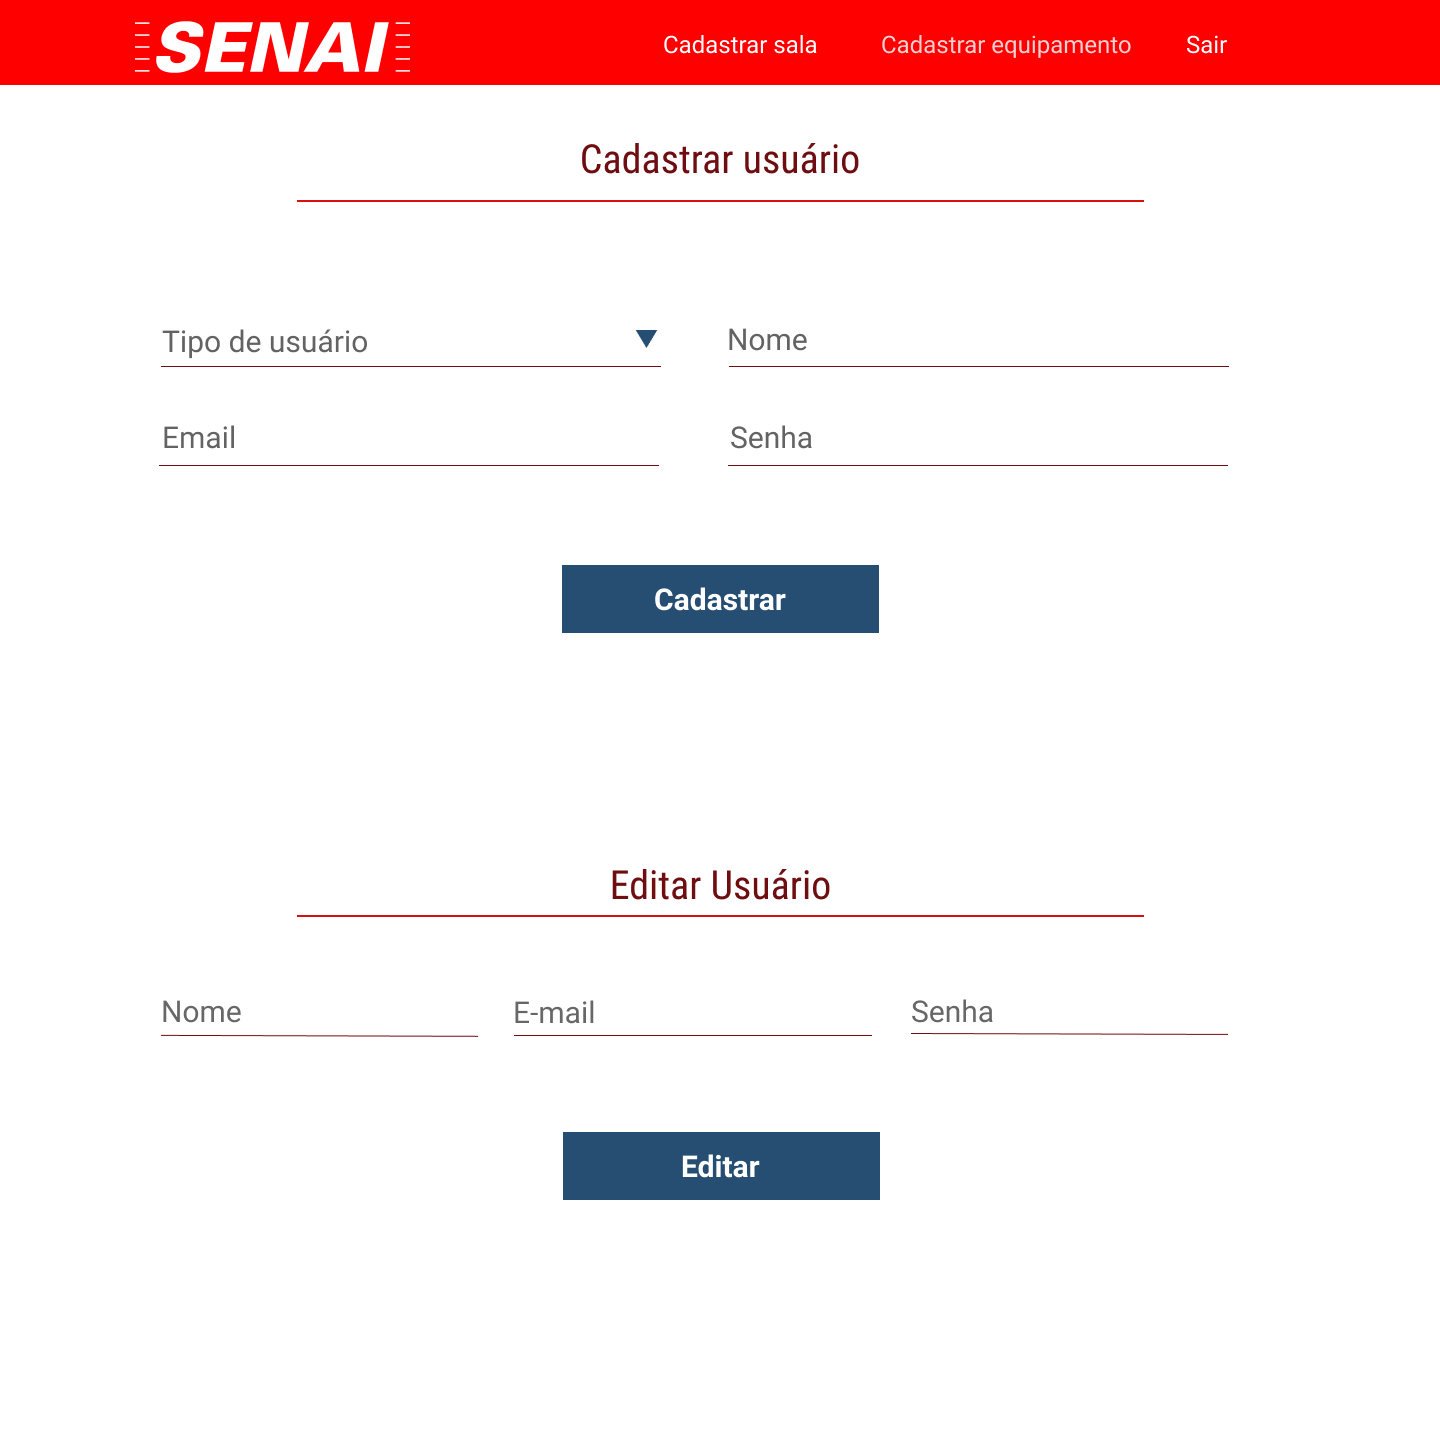 SENAI
Cadastrar sala Cadastrar equipamento Sair
Cadastrar usuário
Tipo de usuário Nome
Email Senha
Cadastrar
Editar Usuário
Nome E-mail Senha
Editar